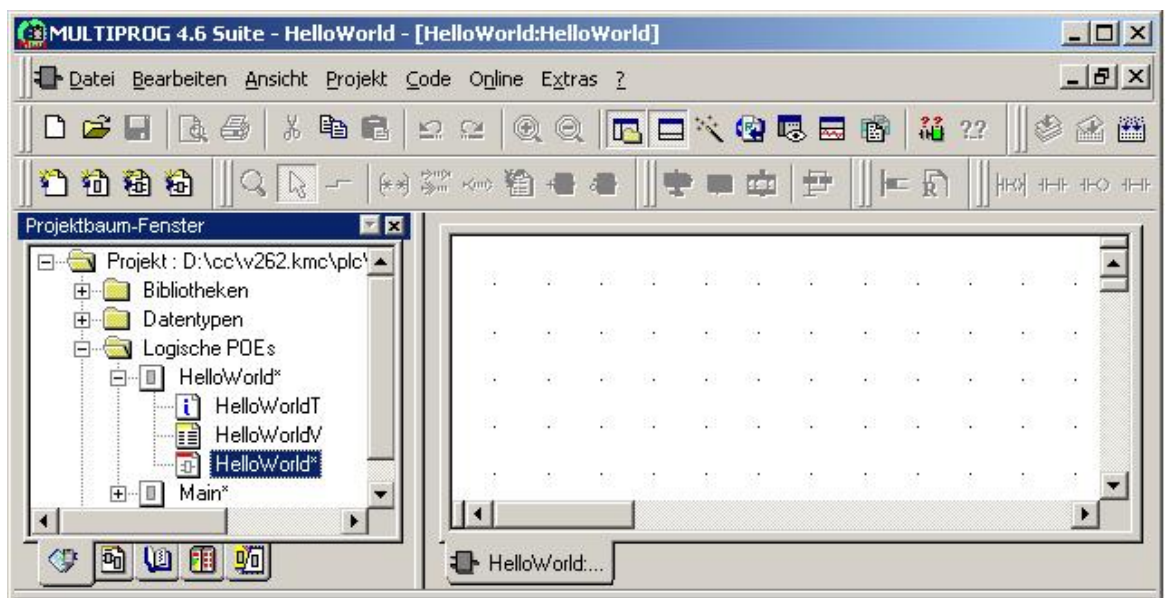 MULTIPROG 4.6 Suite - HelloWorld - [HelloWorld:HelloWorld]
Datei Bearbeiten Ansicht Projekt Code Online Extras ?
Projektbaum-Fenster
Projekt : D:\cc\v262.kmc\plc\
Bibliotheken
Datentypen
Logische POEs
HelloWorld*
HelloWorldT
HelloWorldV
HelloWorld*
Main*
HelloWorld:...